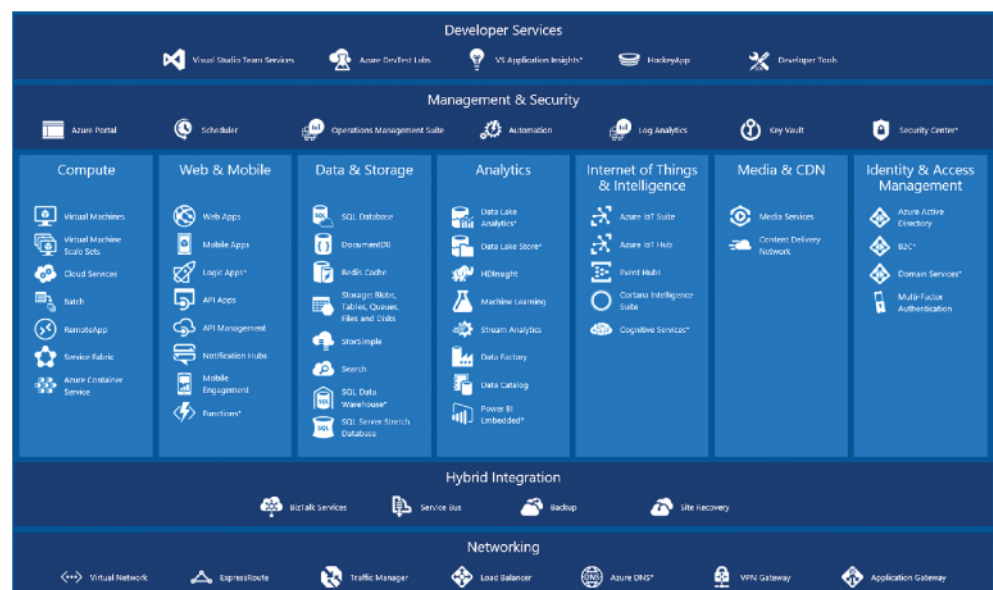 Developer Services
Visual Studio Team Services
Azure DevTest Labs
VS Application Insights*
HockeyApp
Developer Tools
Management & Security
Azure Portal
Scheduler
Operations Management Suite
Automation
Log Analytics
Key Vault
Security Center*
Compute
Virtual Machines
Virtual Machine
Scale Sets
Cloud Services
Batch
RemoteApp
Service Fabric
Azure Container
Service
Web & Mobile
Web Apps
Mobile Apps
Logic Apps*
API Apps
API Management
Notification Hubs
Mobile
Engagement
Functions*
Data & Storage
SQL
SQL Database
DocumentDB
Redis Cache
Storage: Blobs,
Tables, Queues,
Files and Disks
StorSimple
Search
SQL
SQL Data
Warehouse*
SQL
SQL Server Stretch
Database
Analytics
Data Lake
Analytics*
Data Lake Store*
HDInsight
Machine Learning
Stream Analytics
Data Factory
Data Catalog
Power BI
Embedded*
Internet of Things
& Intelligence
Azure IoT Suite
Azure IoT Hub
Event Hubs
Cortana Intelligence
Suite
Cognitive Services*
Media & CDN
Media Services
Content Delivery
Network
Identity & Access
Management
Azure Active
Directory
B2C*
Domain Services*
Multi-Factor
Authentication
Hybrid Integration
BizTalk Services
Service Bus
Backup
Site Recovery
Networking
Virtual Network
ExpressRoute
Traffic Manager
Load Balancer
DNS
Azure DNS*
VPN Gateway
Application Gateway